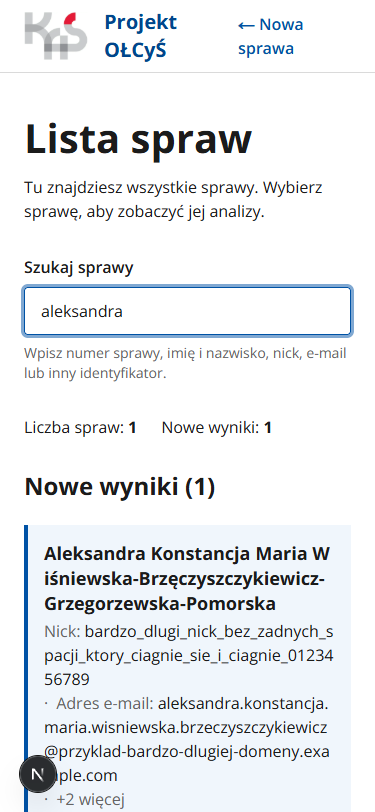 KriS
Projekt
OŁCyŚ
← Nowa
sprawa
Lista spraw
Tu znajdziesz wszystkie sprawy. Wybierz
sprawę, aby zobaczyć jej analizy.
Szukaj sprawy
aleksandra
Wpisz numer sprawy, imię i nazwisko, nick, e-mail
lub inny identyfikator.
Liczba spraw: 1 Nowe wyniki: 1
Nowe wyniki (1)
Aleksandra Konstancja Maria W
iśniewska-Brzęczyszczykiewicz-
Grzegorzewska-Pomorska
Nick: bardzo_dlugi_nick_bez_zadnych_s
pacji_ktory_ciagnie_sie_i_ciagnie_01234
56789
· Adres e-mail: aleksandra.konstancja.
maria.wisniewska.brzeczyszczykiewicz
@przyklad-bardzo-dlugiej-domeny.exa
mple.com
N
· +2 więcej